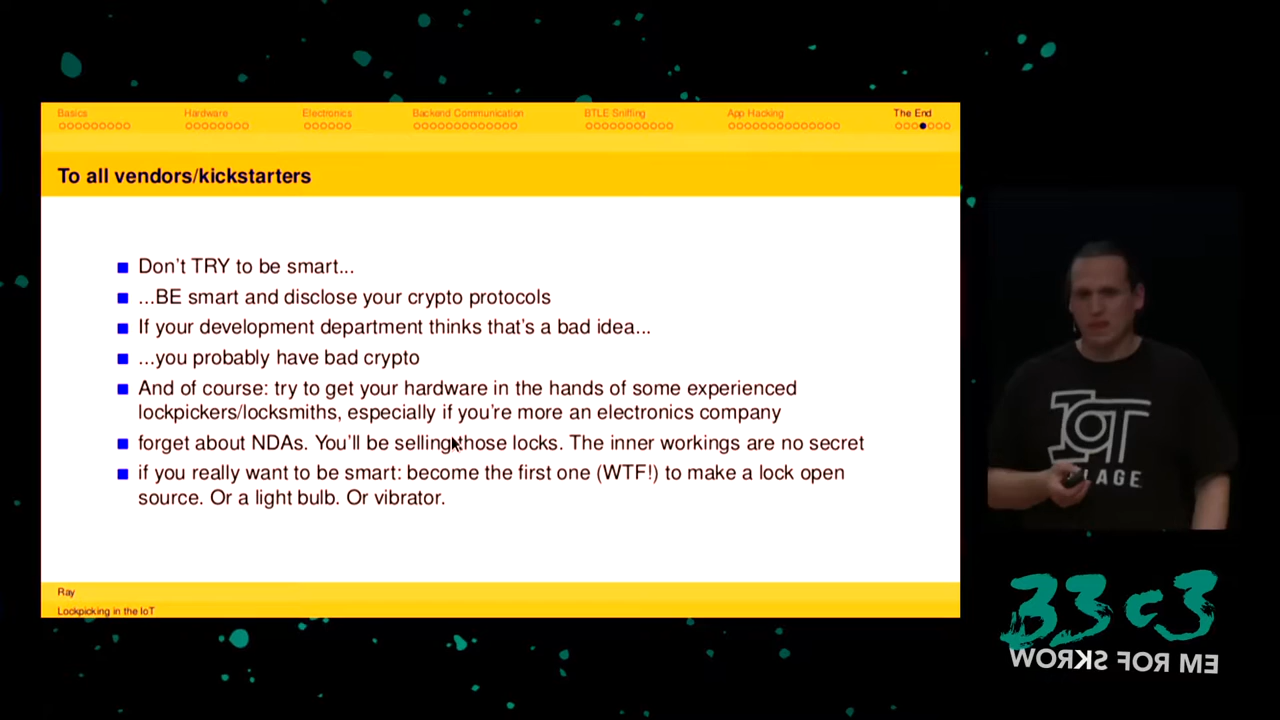 Basics
Hardware
Electronics
Backend Communication
BTLE Sniffing
App Hacking
The End
To all vendors/kickstarters
Don't TRY to be smart...
...BE smart and disclose your crypto protocols
If your development department thinks that's a bad idea...
...you probably have bad crypto
And of course: try to get your hardware in the hands of some experienced
lockpickers/locksmiths, especially if you're more an electronics company
forget about NDAs. You'll be selling those locks. The inner workings are no secret
if you really want to be smart: become the first one (WTF!) to make a lock open
source. Or a light bulb. Or vibrator.
Ray
Lockpicking in the IoT
IOT
LAGE
33c3
WORKS FOR ME